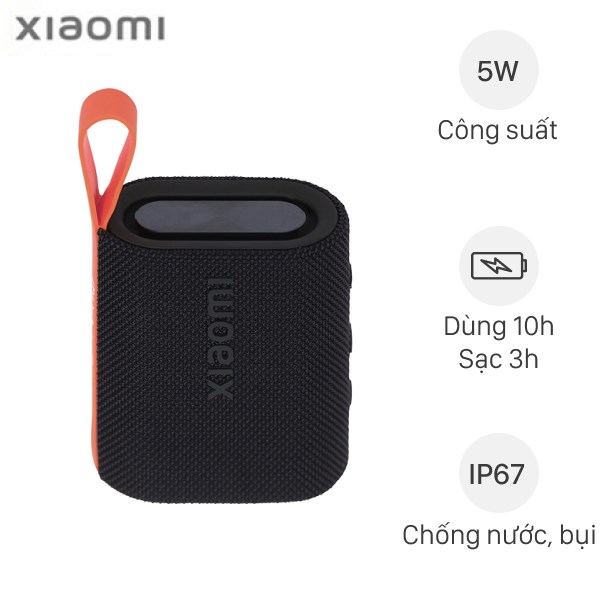 xiaomi
5W
Công suất
xiaomi
Dùng 10h
Sạc 3h
IP67
Chống nước, bụi